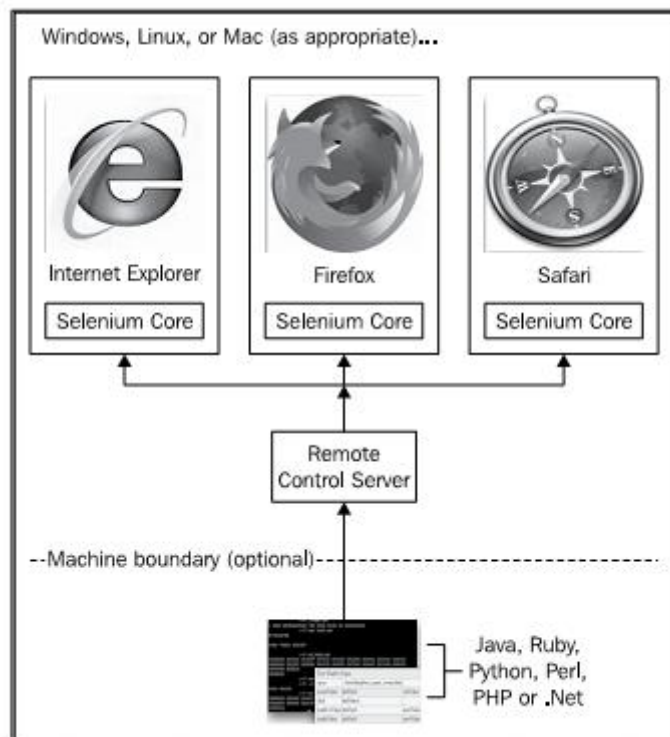 Windows, Linux, or Mac (as appropriate)...
Internet Explorer
Firefox
Safari
Selenium Core
Selenium Core
Selenium Core
Remote
Control Server
Machine boundary (optional)
Java, Ruby,
Python, Perl,
PHP or .Net